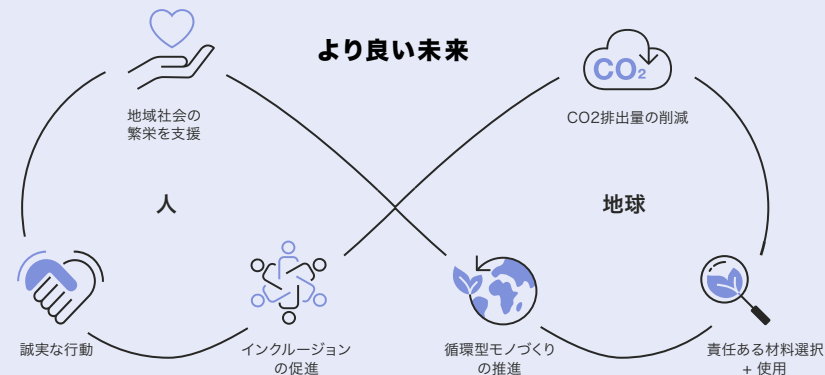 より良い未来
CO2
地域社会の
繁栄を支援
CO2排出量の削減
人
地球
誠実な行動
インクルージョン
の促進
循環型モノづくり
の推進
責任ある材料選択
+ 使用